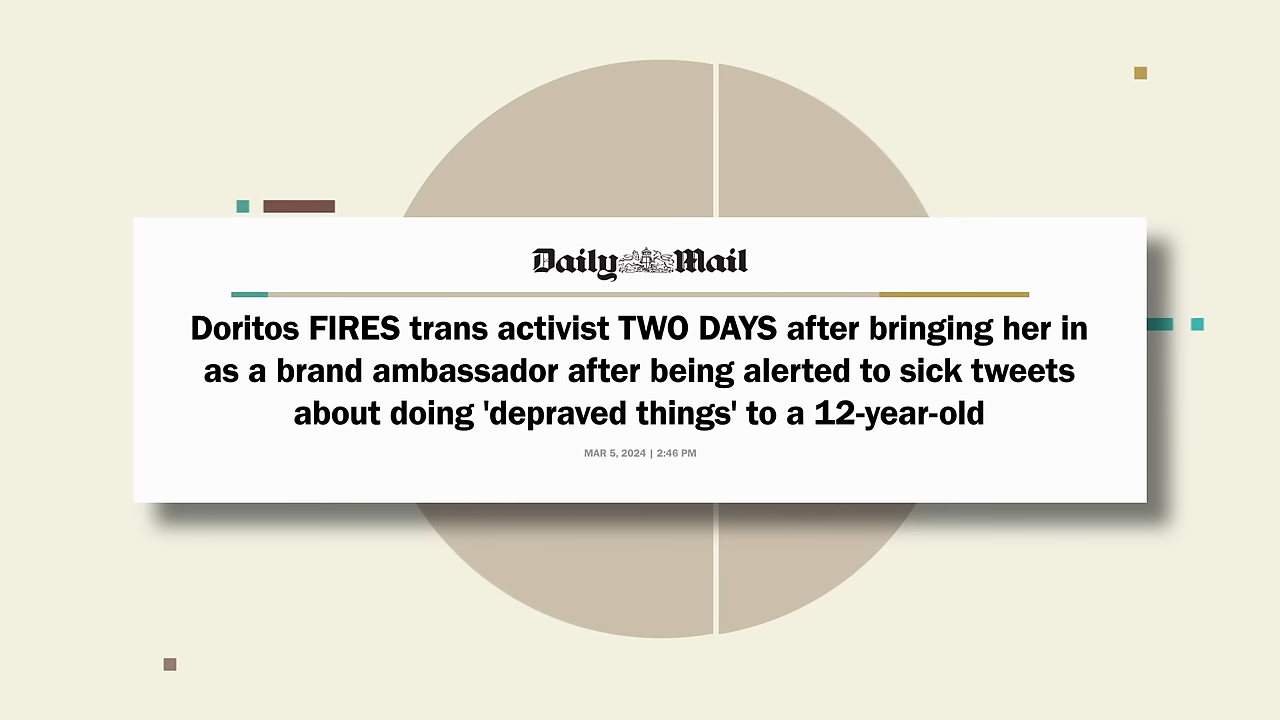 Daily Mail
Doritos FIRES trans activist TWO DAYS after bringing her in
as a brand ambassador after being alerted to sick tweets
about doing 'depraved things' to a 12-year-old
MAR 5, 2024 | 2:46 PM